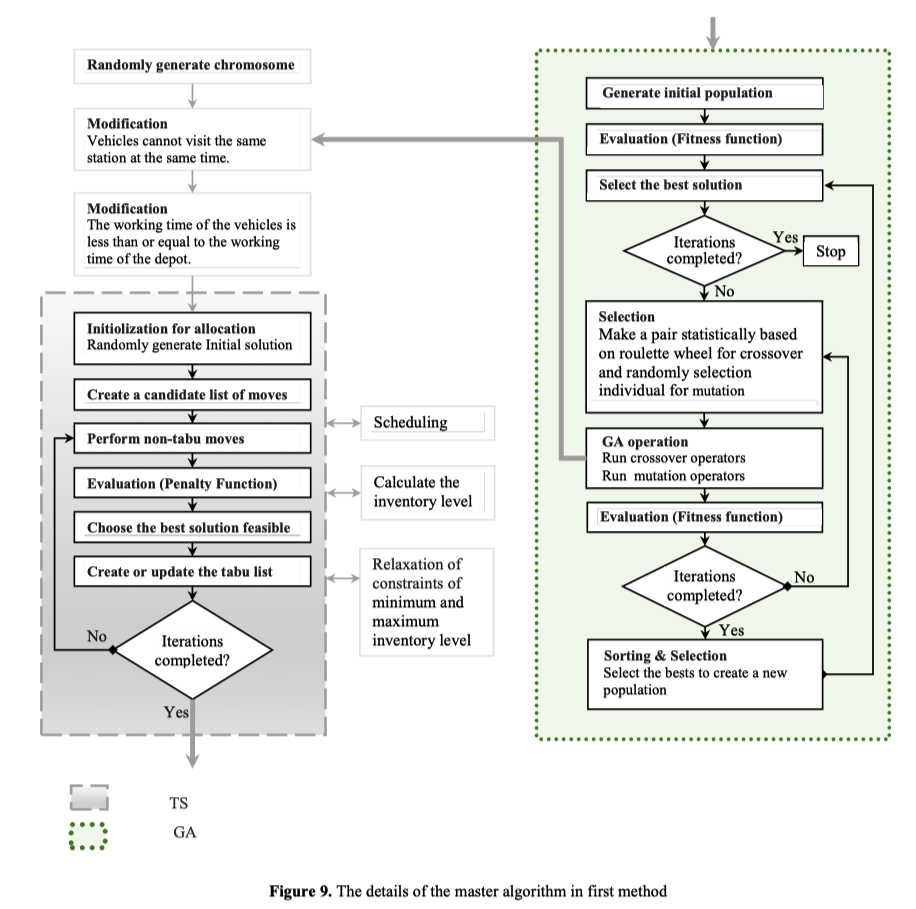 Randomly generate chromosome
Modification
Vehicles cannot visit the same
station at the same time.
Modification
The working time of the vehicles is
less than or equal to the working
time of the depot.
Initiolization for allocation
Randomly generate Initial solution
Create a candidate list of moves
Perform non-tabu moves
Evaluation (Penalty Function)
Choose the best solution feasible
Create or update the tabu list
No
Iterations
completed?
Yes
Scheduling
Calculate the
inventory level
Relaxation of
constraints of
minimum and
maximum
inventory level
Generate initial population
Evaluation (Fitness function)
Select the best solution
Iterations
completed?
Yes
Stop
No
Selection
Make a pair statistically based
on roulette wheel for crossover
and randomly selection
individual for mutation
GA operation
Run crossover operators
Run mutation operators
Evaluation (Fitness function)
Iterations
completed?
No
Yes
Sorting & Selection
Select the bests to create a new
population
TS
GA
Figure 9. The details of the master algorithm in first method